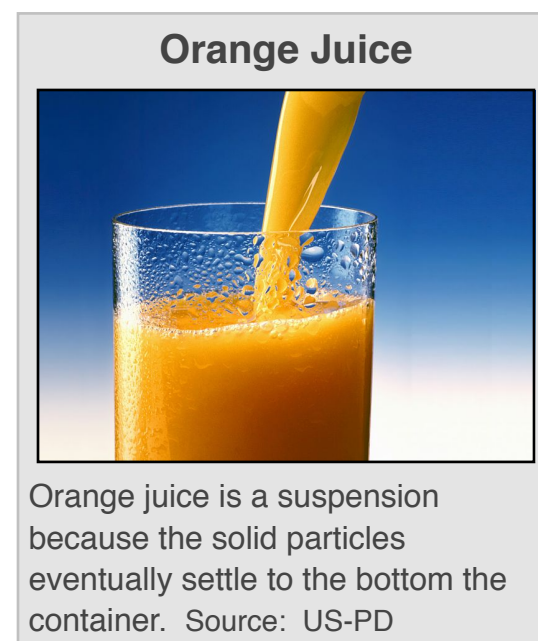 Orange Juice
Orange juice is a suspension
because the solid particles
eventually settle to the bottom the
container.  Source:  US-PD